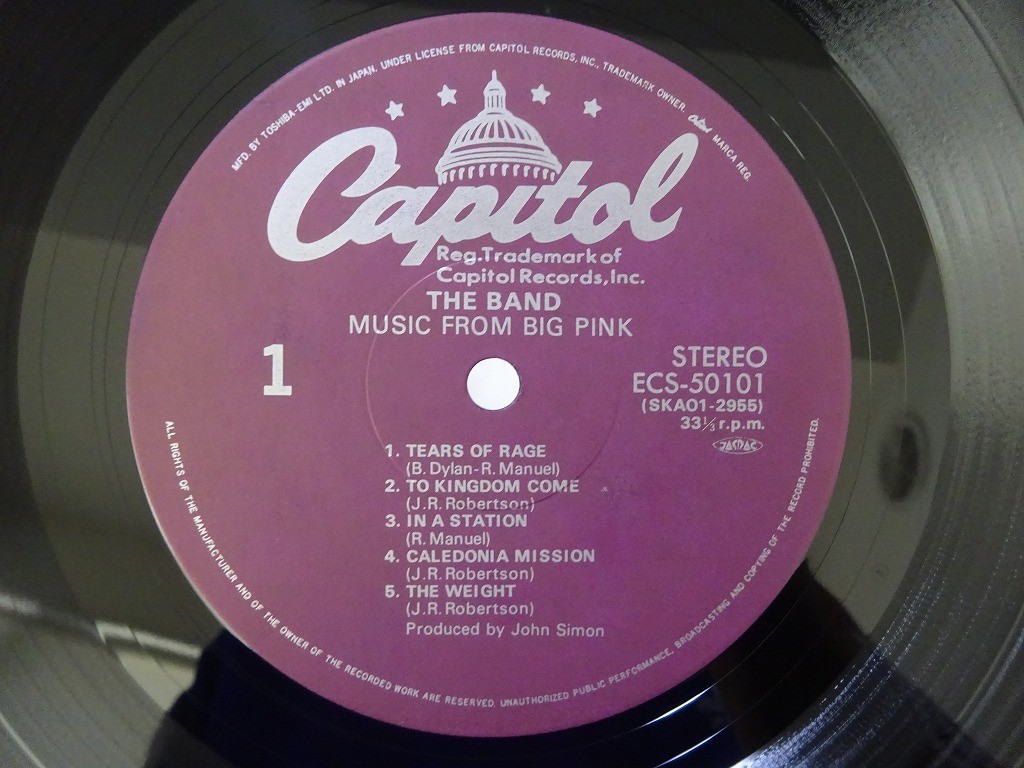 MFD. BY TOSHIBA-EMI LTD. IN JAPAN. UNDER LICENSE FROM CAPITOL RECORDS, INC., TRADEMARK OWNER. Capitol MARCA REG.
Capitol
Reg. Trademark of
Capitol Records, Inc.
THE BAND
MUSIC FROM BIG PINK
1
STEREO
ECS-50101
(SKAO1-2955)
33⅓ r.p.m.
JASRAC
1. TEARS OF RAGE
(B. Dylan-R. Manuel)
2. TO KINGDOM COME
(J.R. Robertson)
3. IN A STATION
(R. Manuel)
4. CALEDONIA MISSION
(J.R. Robertson)
5. THE WEIGHT
(J.R. Robertson)
Produced by John Simon
ALL RIGHTS OF THE MANUFACTURER AND OF THE OWNER OF THE RECORDED WORK ARE RESERVED. UNAUTHORIZED PUBLIC PERFORMANCE, BROADCASTING AND COPYING OF THE RECORD PROHIBITED.